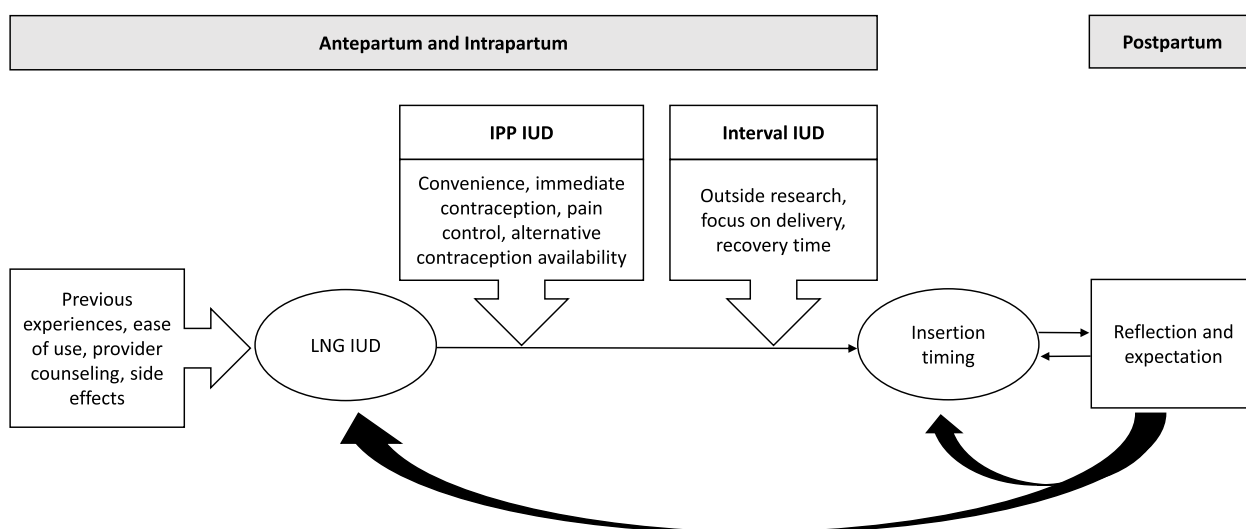 Antepartum and Intrapartum
Postpartum
IPP IUD
Convenience, immediate
contraception, pain
control, alternative
contraception availability
Interval IUD
Outside research,
focus on delivery,
recovery time
Previous
experiences, ease
of use, provider
counseling, side
effects
LNG IUD
Insertion
timing
Reflection and
expectation